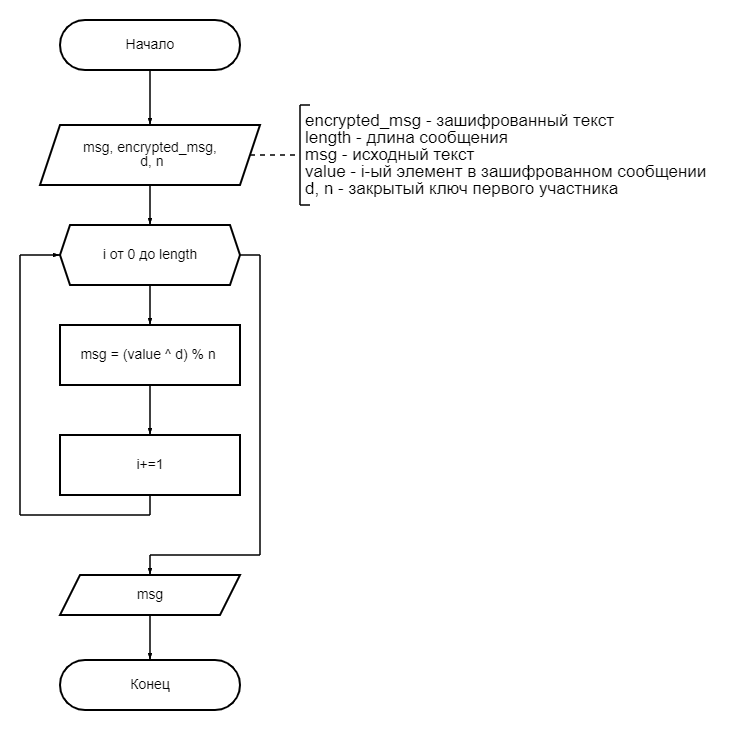 Начало
msg, encrypted_msg,
d, n
encrypted_msg - зашифрованный текст
length - длина сообщения
msg - исходный текст
value - i-ый элемент в зашифрованном сообщении
d, n - закрытый ключ первого участника
i от 0 до length
msg = (value ^ d) % n
i+=1
msg
Конец